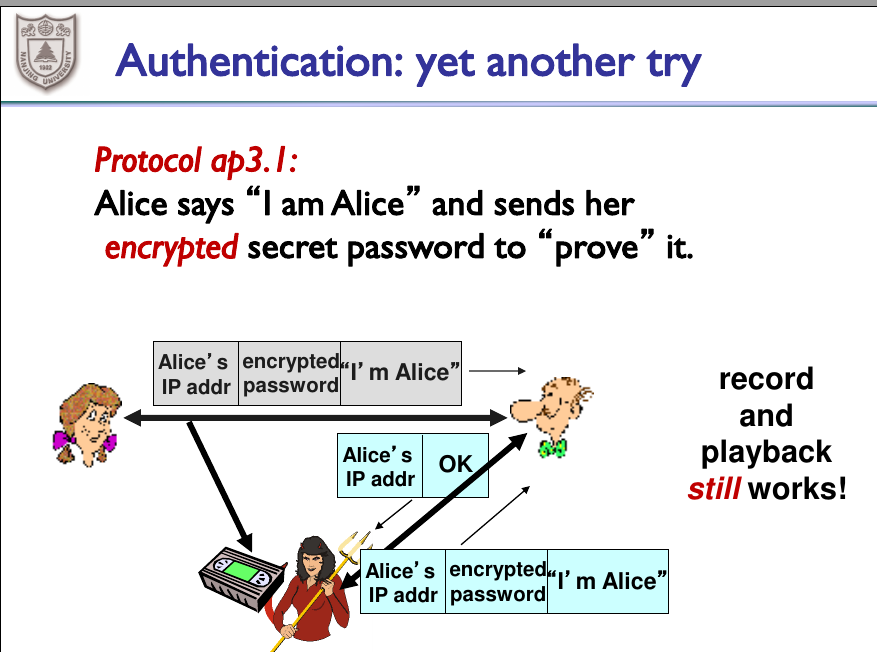 NANJING UNIVERSITY
1902
Authentication: yet another try
Protocol ap3.1:
Alice says “I am Alice” and sends her
encrypted secret password to “prove” it.
Alice’s
IP addr
encrypted
password
“I’m Alice”
record
and
playback
still works!
Alice’s
IP addr
OK
Alice’s
IP addr
encrypted
password
“I’m Alice”